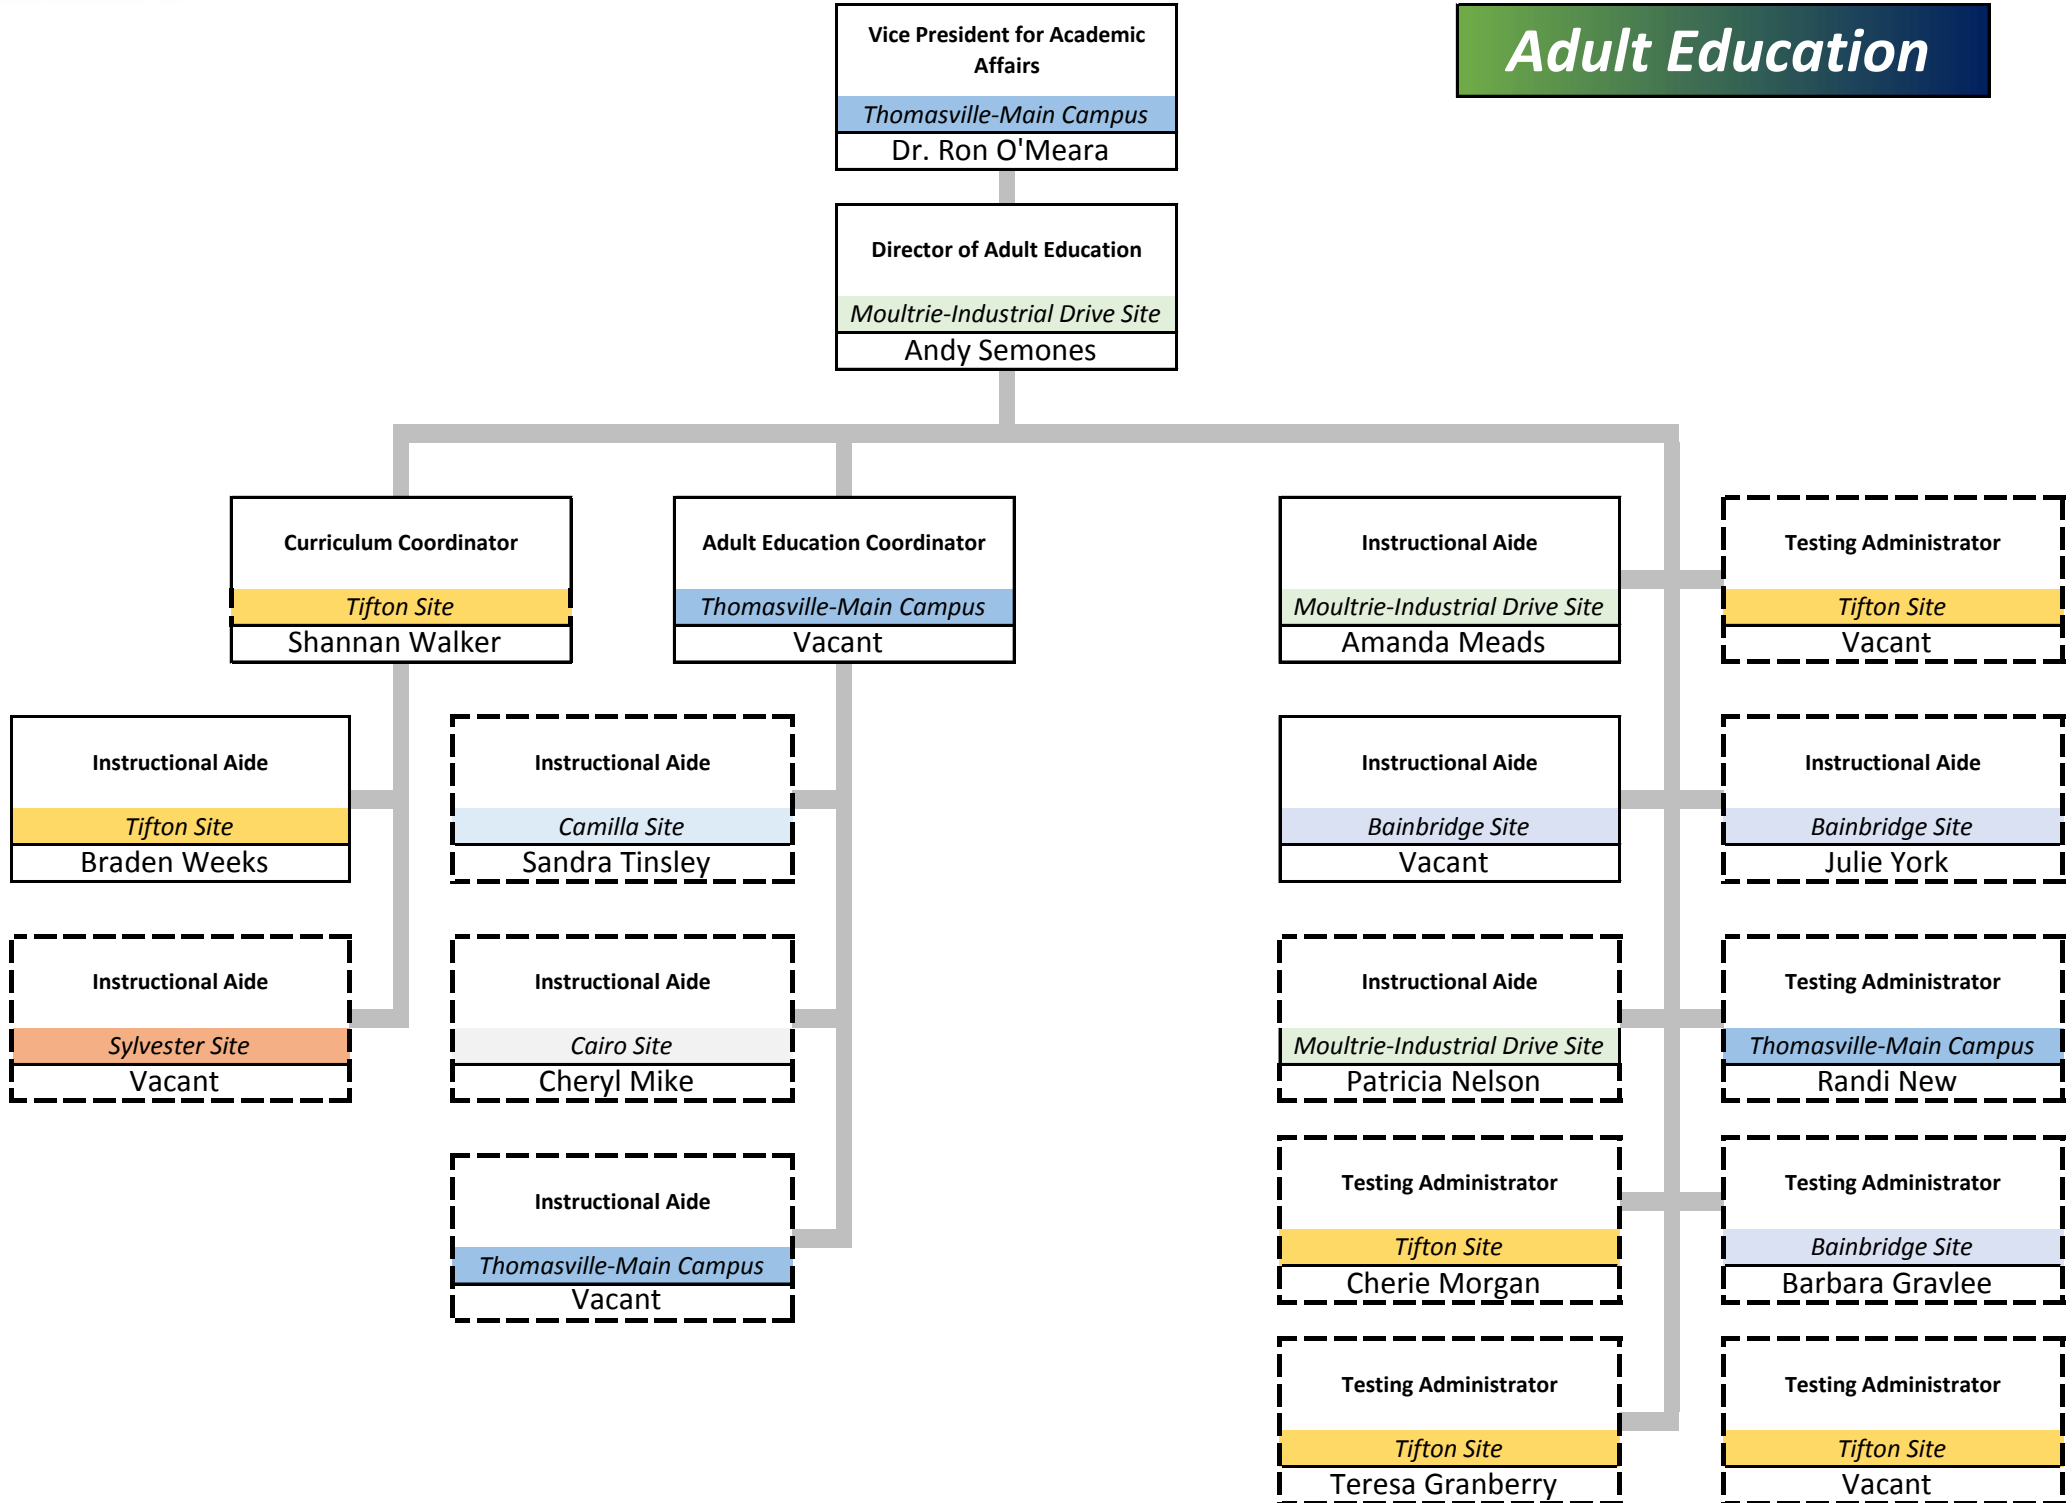 Adult Education
Vice President for Academic
Affairs
Thomasville-Main Campus
Dr. Ron O'Meara
Director of Adult Education
Moultrie-Industrial Drive Site
Andy Semones
Curriculum Coordinator
Tifton Site
Shannan Walker
Adult Education Coordinator
Thomasville-Main Campus
Vacant
Instructional Aide
Moultrie-Industrial Drive Site
Amanda Meads
Testing Administrator
Tifton Site
Vacant
Instructional Aide
Tifton Site
Braden Weeks
Instructional Aide
Camilla Site
Sandra Tinsley
Instructional Aide
Bainbridge Site
Vacant
Instructional Aide
Bainbridge Site
Julie York
Instructional Aide
Sylvester Site
Vacant
Instructional Aide
Cairo Site
Cheryl Mike
Instructional Aide
Moultrie-Industrial Drive Site
Patricia Nelson
Testing Administrator
Thomasville-Main Campus
Randi New
Instructional Aide
Thomasville-Main Campus
Vacant
Testing Administrator
Tifton Site
Cherie Morgan
Testing Administrator
Bainbridge Site
Barbara Gravlee
Testing Administrator
Tifton Site
Teresa Granberry
Testing Administrator
Tifton Site
Vacant